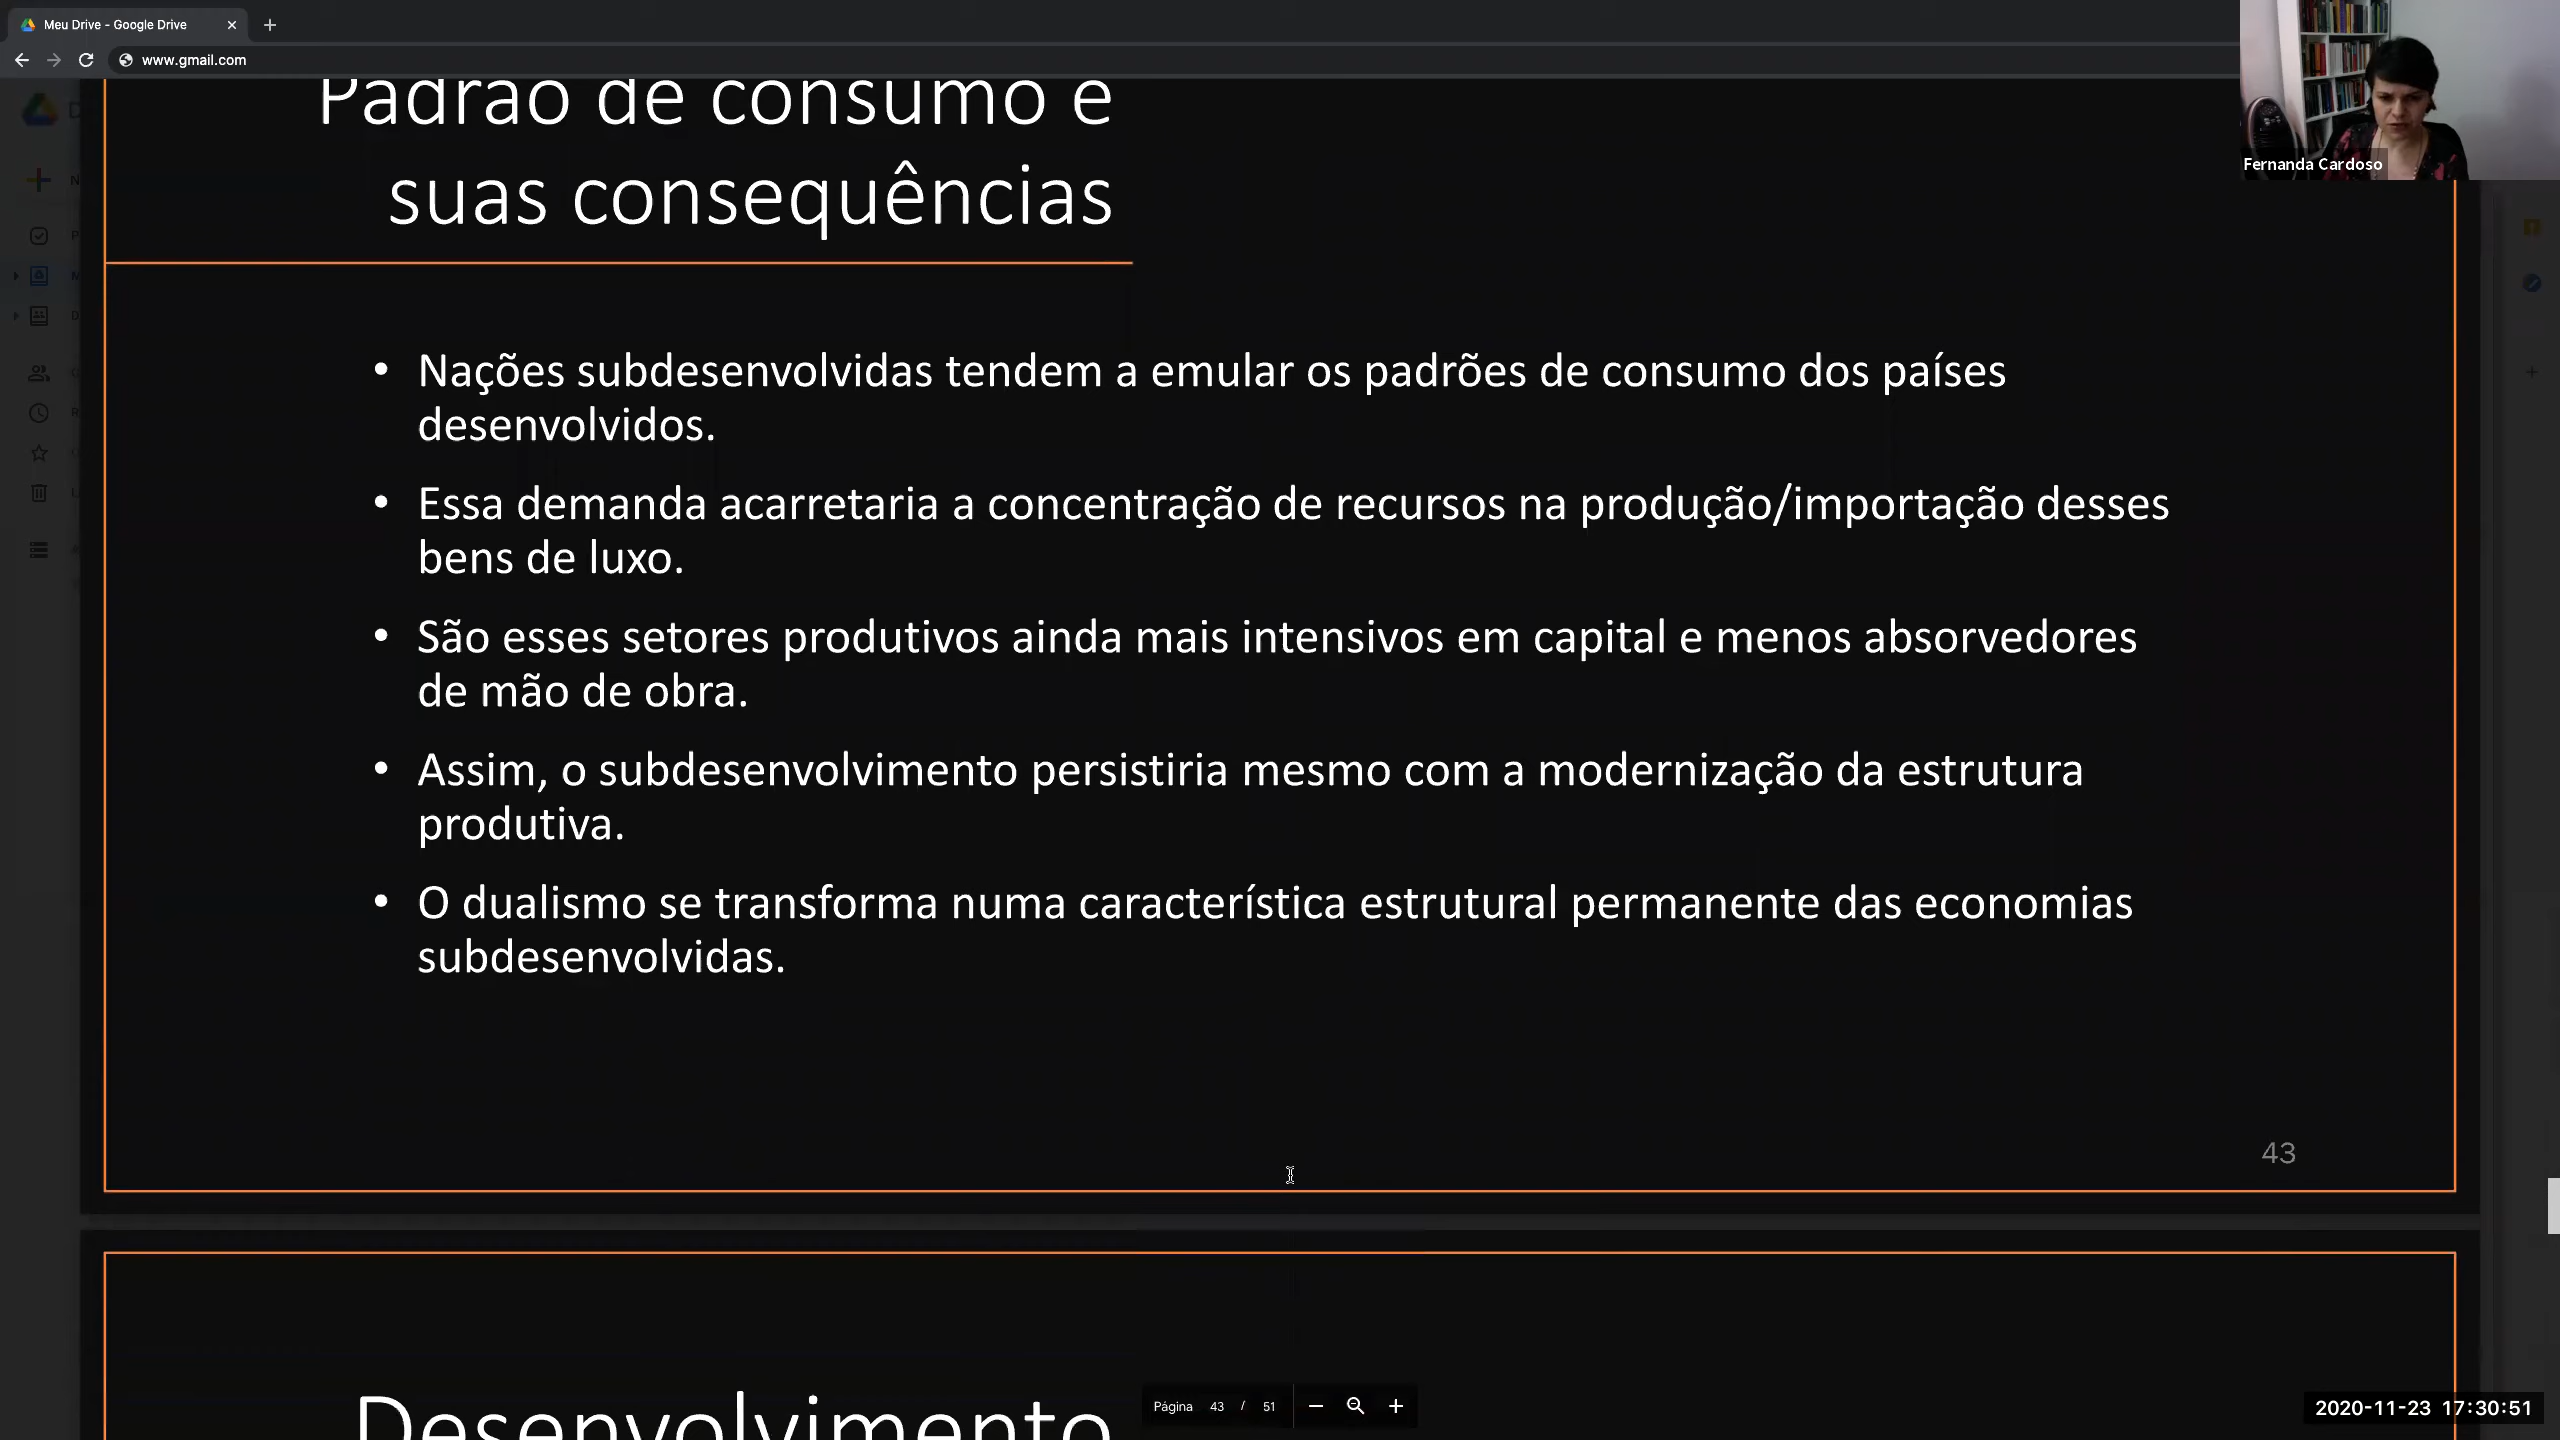 Meu Drive - Google Drive
www.gmail.com
Padrão de consumo e
suas consequências
Fernanda Cardoso
• Nações subdesenvolvidas tendem a emular os padrões de consumo dos países
desenvolvidos.
• Essa demanda acarretaria a concentração de recursos na produção/importação desses
bens de luxo.
• São esses setores produtivos ainda mais intensivos em capital e menos absorvedores
de mão de obra.
• Assim, o subdesenvolvimento persistiria mesmo com a modernização da estrutura
produtiva.
• O dualismo se transforma numa característica estrutural permanente das economias
subdesenvolvidas.
43
Desenvolvimento
Página 43 / 51
2020-11-23 17:30:51